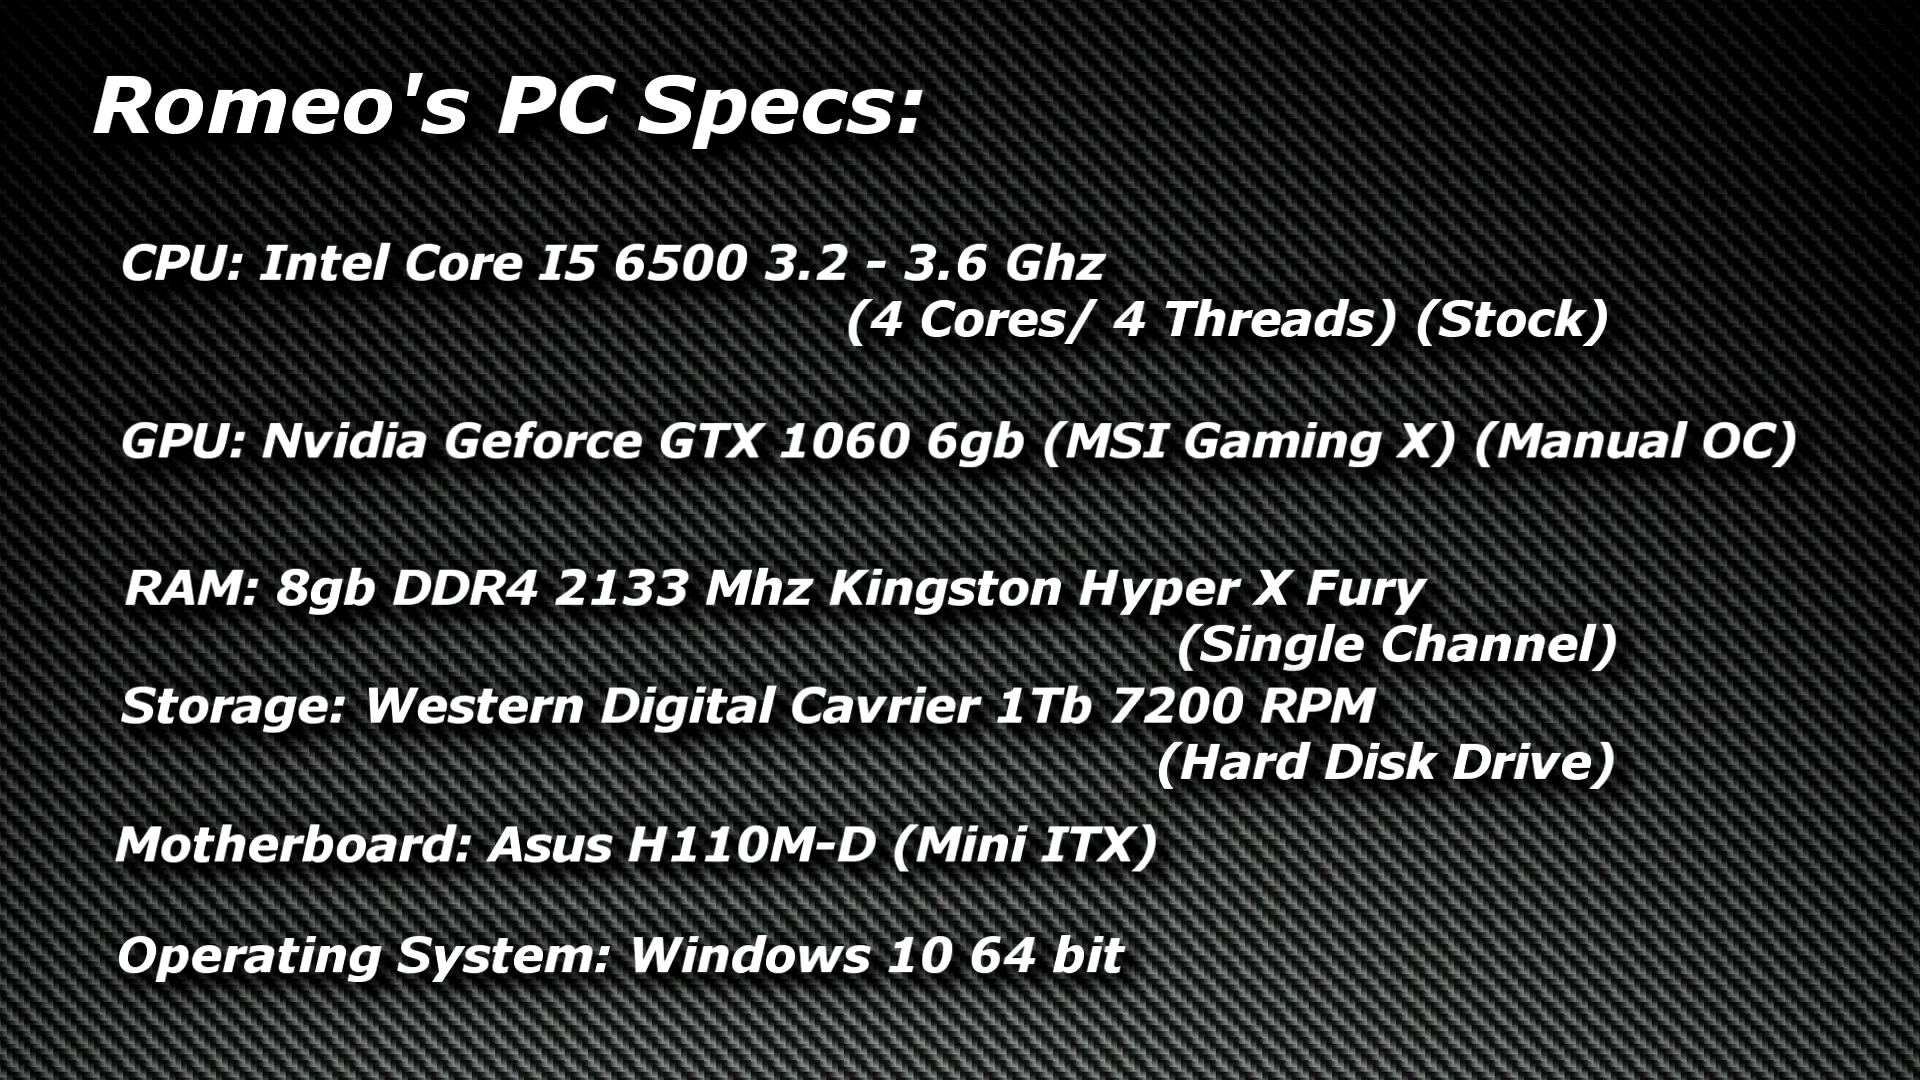 Romeo's PC Specs:
CPU: Intel Core I5 6500 3.2 - 3.6 Ghz
(4 Cores/ 4 Threads) (Stock)
GPU: Nvidia Geforce GTX 1060 6gb (MSI Gaming X) (Manual OC)
RAM: 8gb DDR4 2133 Mhz Kingston Hyper X Fury
(Single Channel)
Storage: Western Digital Cavrier 1Tb 7200 RPM
(Hard Disk Drive)
Motherboard: Asus H110M-D (Mini ITX)
Operating System: Windows 10 64 bit